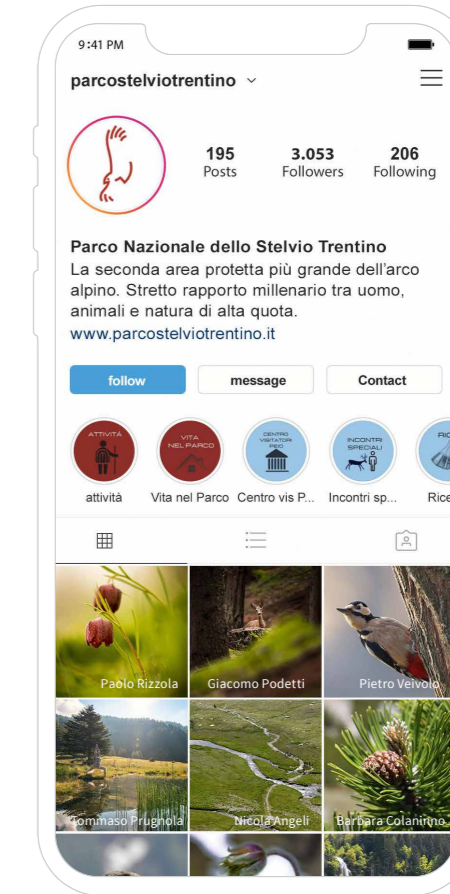 9:41 PM
parcostelviotrentino
195 3.053 206
Posts Followers Following
Parco Nazionale dello Stelvio Trentino
La seconda area protetta più grande dell'arco
alpino. Stretto rapporto millenario tra uomo,
animali e natura di alta quota.
www.parcostelviotrentino.it
follow message Contact
ATTIVITÀ
VITA
NEL PARCO
CENTRO
VISITATORI
PEIO
INCONTRI
SPECIALI
RIC
attività Vita nel Parco Centro vis P... Incontri sp... Rice
Paolo Rizzola Giacomo Podetti Pietro Veivolo
Tommaso Prugnola Nicola Angeli Barbara Colaninno